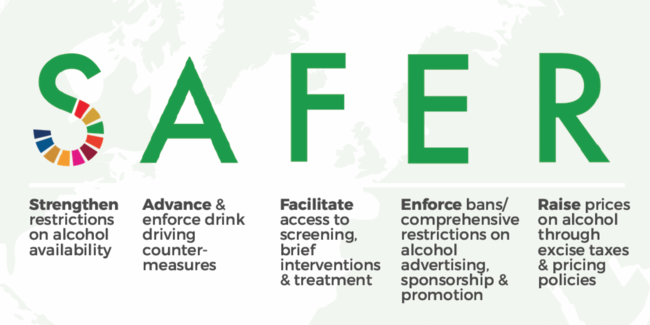 SAFER
Strengthen
restrictions
on alcohol
availability
Advance &
enforce drink
driving
counter-
measures
Facilitate
access to
screening,
brief
interventions
& treatment
Enforce bans/
comprehensive
restrictions on
alcohol
advertising,
sponsorship &
promotion
Raise prices
on alcohol
through
excise taxes
& pricing
policies